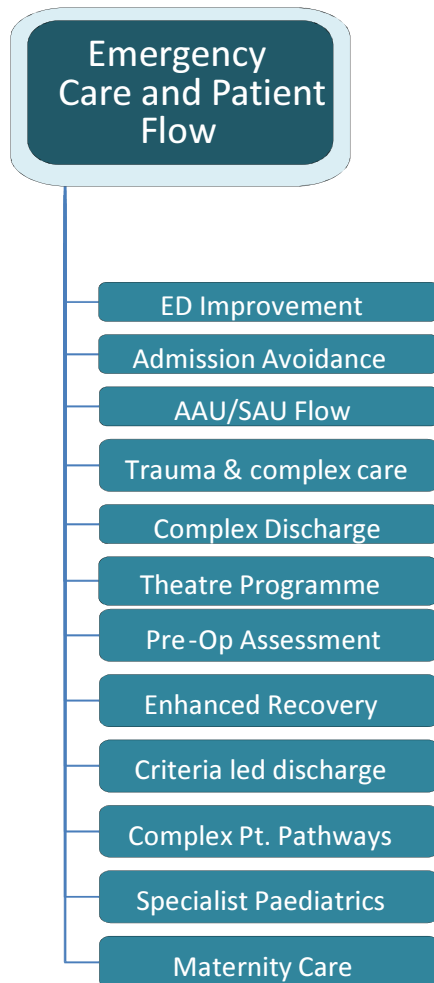 Emergency
Care and Patient
Flow
ED Improvement
Admission Avoidance
AAU/SAU Flow
Trauma & complex care
Complex Discharge
Theatre Programme
Pre-Op Assessment
Enhanced Recovery
Criteria led discharge
Complex Pt. Pathways
Specialist Paediatrics
Maternity Care